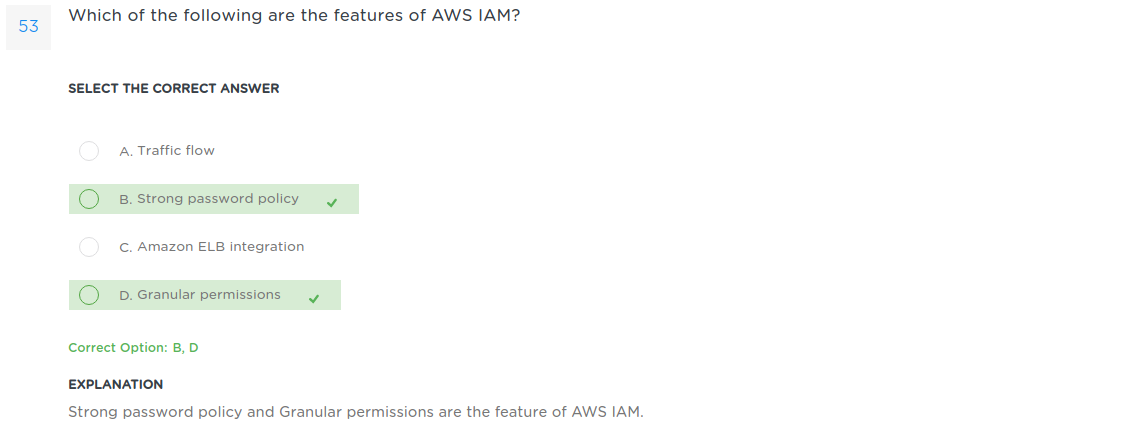 53
Which of the following are the features of AWS IAM?
SELECT THE CORRECT ANSWER
A. Traffic flow
B. Strong password policy
C. Amazon ELB integration
D. Granular permissions
Correct Option: B, D
EXPLANATION
Strong password policy and Granular permissions are the feature of AWS IAM.